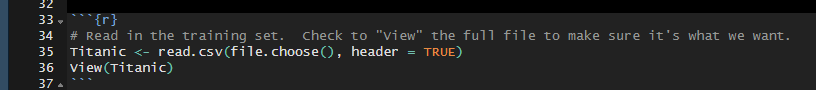 32
33 ```{r}
34 # Read in the training set.  Check to "View" the full file to make sure it's what we want.
35 Titanic <- read.csv(file.choose(), header = TRUE)
36 View(Titanic)
37 ```